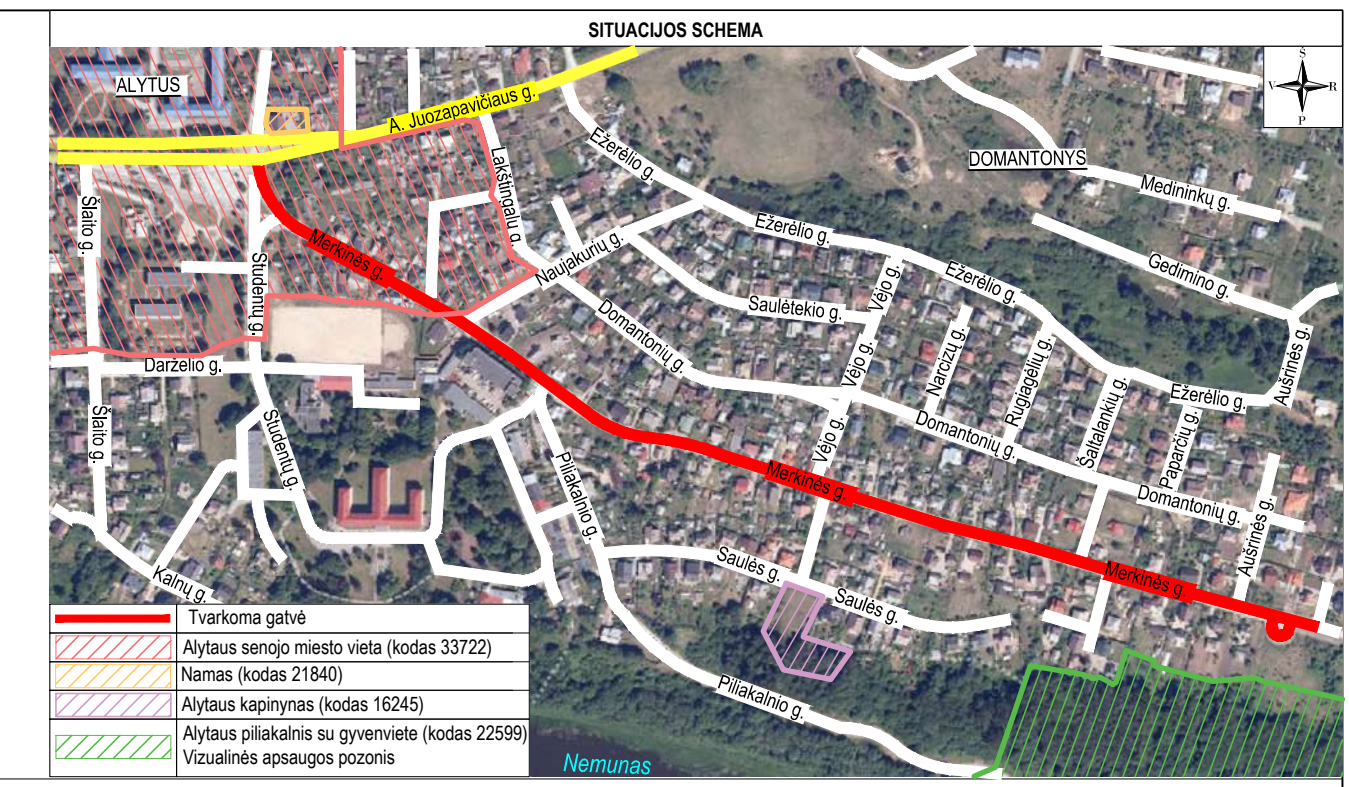 SITUACIJOS SCHEMA
ALYTUS
A. Juozapavičiaus g.
Š
V
R
P
Ežerėlio g.
DOMANTONYS
Medininkų g.
Lakštingalų g.
Šlaito g.
Merkinės g.
Studentų g.
Naujakurių g.
Ežerėlio g.
Gedimino g.
Ežerėlio g.
Vėjo g.
Saulėtekio g.
Domantonių g.
Narcizų g.
Rugiagėlių g.
Aušrinės g.
Darželio g.
Vėjo g.
Šaltalankių g.
Ežerėlio g.
Paparčių g.
Šlaito g.
Studentų g.
Vėjo g.
Domantonių g.
Piliakalnio g.
Merkinės g.
Domantonių g.
Aušrinės g.
Saulės g.
Merkinės g.
Kalnų g.
Saulės g.
Piliakalnio g.
Nemunas
Tvarkoma gatvė
Alytaus senojo miesto vieta (kodas 33722)
Namas (kodas 21840)
Alytaus kapinynas (kodas 16245)
Alytaus piliakalnis su gyvenviete (kodas 22599)
Vizualinės apsaugos pozonis